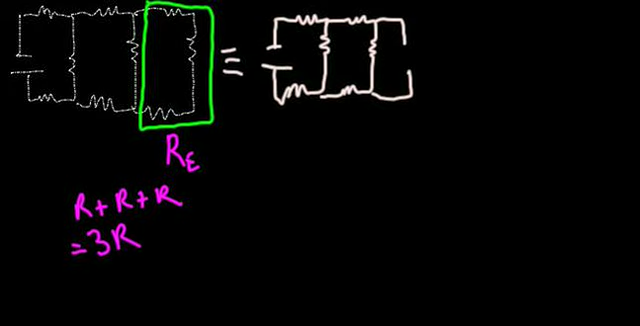 ≡
R_E
R + R + R
= 3R